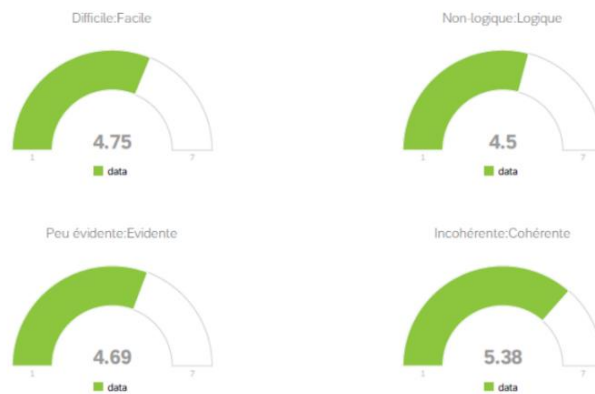 Difficile:Facile
4.75
1
7
data
Non-logique:Logique
4.5
1
7
data
Peu évidente:Evidente
4.69
1
7
data
Incohérente:Cohérente
5.38
1
7
data